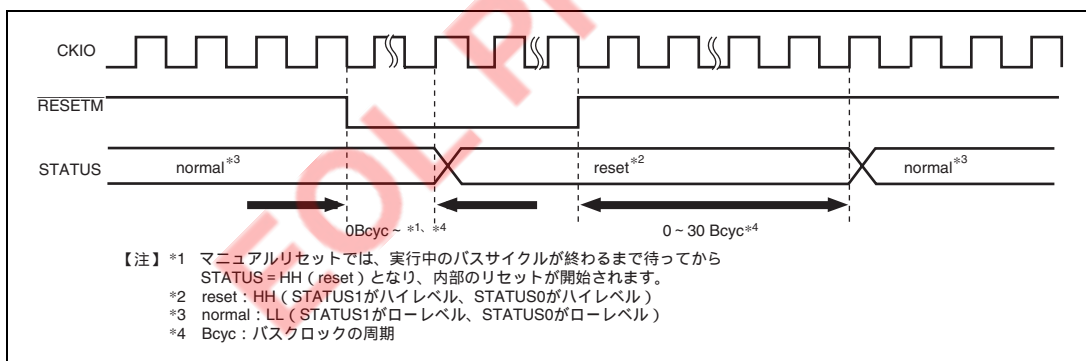 EOL P
CKIO
RESETM
STATUS
normal*3
reset*2
normal*3
0Bcyc ~ *1、*4
0 ~ 30 Bcyc*4
【注】 *1 マニュアルリセットでは、実行中のバスサイクルが終わるまで待ってから
STATUS = HH（reset）となり、内部のリセットが開始されます。
*2 reset：HH（STATUS1がハイレベル、STATUS0がハイレベル）
*3 normal：LL（STATUS1がローレベル、STATUS0がローレベル）
*4 Bcyc：バスクロックの周期